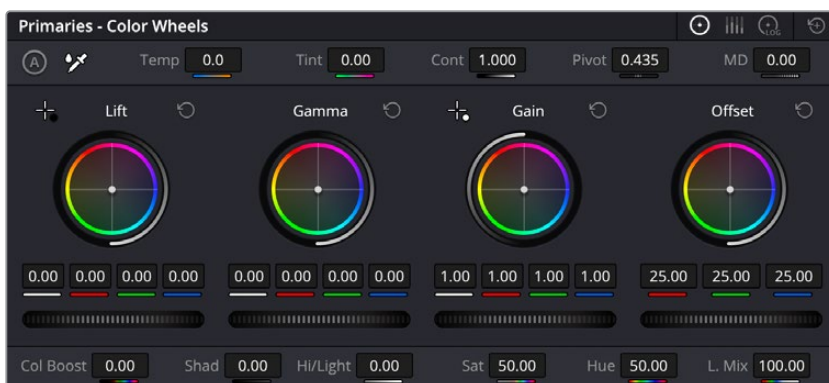 Primaries - Color Wheels
LOG
A Temp 0.0 Tint 0.00 Cont 1.000 Pivot 0.435 MD 0.00
Lift Gamma Gain Offset
0.00 0.00 0.00 0.00 0.00 0.00 0.00 0.00 1.00 1.00 1.00 1.00 25.00 25.00 25.00
Col Boost 0.00 Shad 0.00 Hi/Light 0.00 Sat 50.00 Hue 50.00 L. Mix 100.00